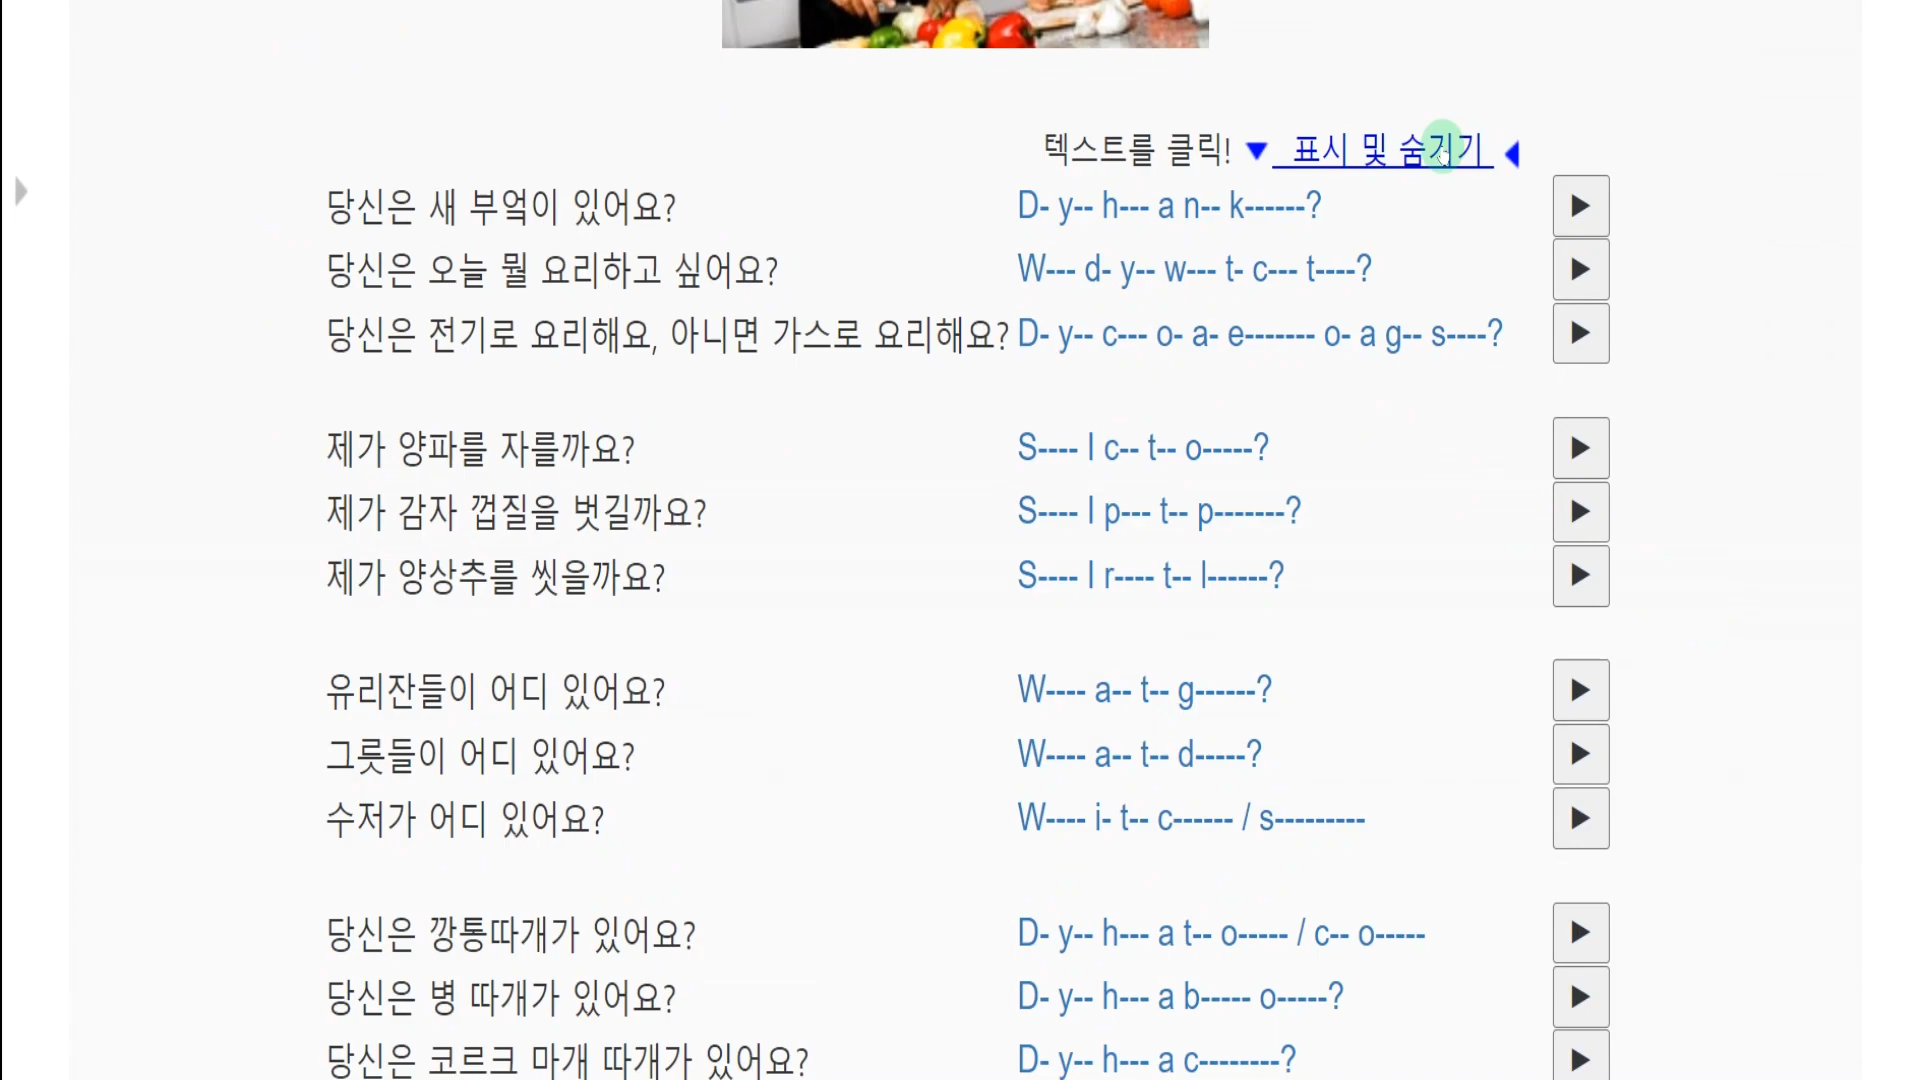 텍스트를 클릭! ▼ 표시 및 숨기기 ◀
당신은 새 부엌이 있어요? D- y-- h--- a n-- k------?
당신은 오늘 뭘 요리하고 싶어요? W--- d- y-- w--- t- c--- t----?
당신은 전기로 요리해요, 아니면 가스로 요리해요? D- y-- c--- o- a- e------- o- a g-- s----?
제가 양파를 자를까요? S---- I c-- t-- o-----?
제가 감자 껍질을 벗길까요? S---- I p--- t-- p-------?
제가 양상추를 씻을까요? S---- I r---- t-- l------?
유리잔들이 어디 있어요? W---- a-- t-- g------?
그릇들이 어디 있어요? W---- a-- t-- d-----?
수저가 어디 있어요? W---- i- t-- c------ / s---------
당신은 깡통따개가 있어요? D- y-- h--- a t-- o----- / c-- o-----
당신은 병 따개가 있어요? D- y-- h--- a b----- o-----?
당신은 코르크 마개 따개가 있어요? D- y-- h--- a c--------?